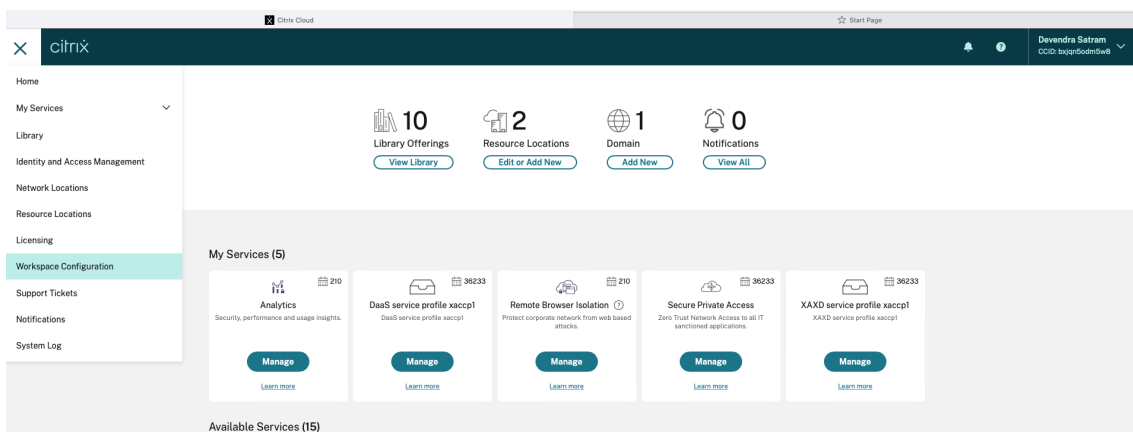 Citrix Cloud
Start Page
citrix
Devendra Satram
CCID: bxjqn5odm5w8
Home
My Services
Library
Identity and Access Management
Network Locations
Resource Locations
Licensing
Workspace Configuration
Support Tickets
Notifications
System Log
10
Library Offerings
View Library
2
Resource Locations
Edit or Add New
1
Domain
Add New
0
Notifications
View All
My Services (5)
210
Analytics
Security, performance and usage insights.
Manage
Learn more
36233
DaaS service profile xaccp1
DaaS service profile xaccp1
Manage
Learn more
210
Remote Browser Isolation ?
Protect corporate network from web based
attacks.
Manage
Learn more
36233
Secure Private Access
Zero Trust Network Access to all IT
sanctioned applications.
Manage
Learn more
36233
XAXD service profile xaccp1
XAXD service profile xaccp1
Manage
Learn more
Available Services (15)